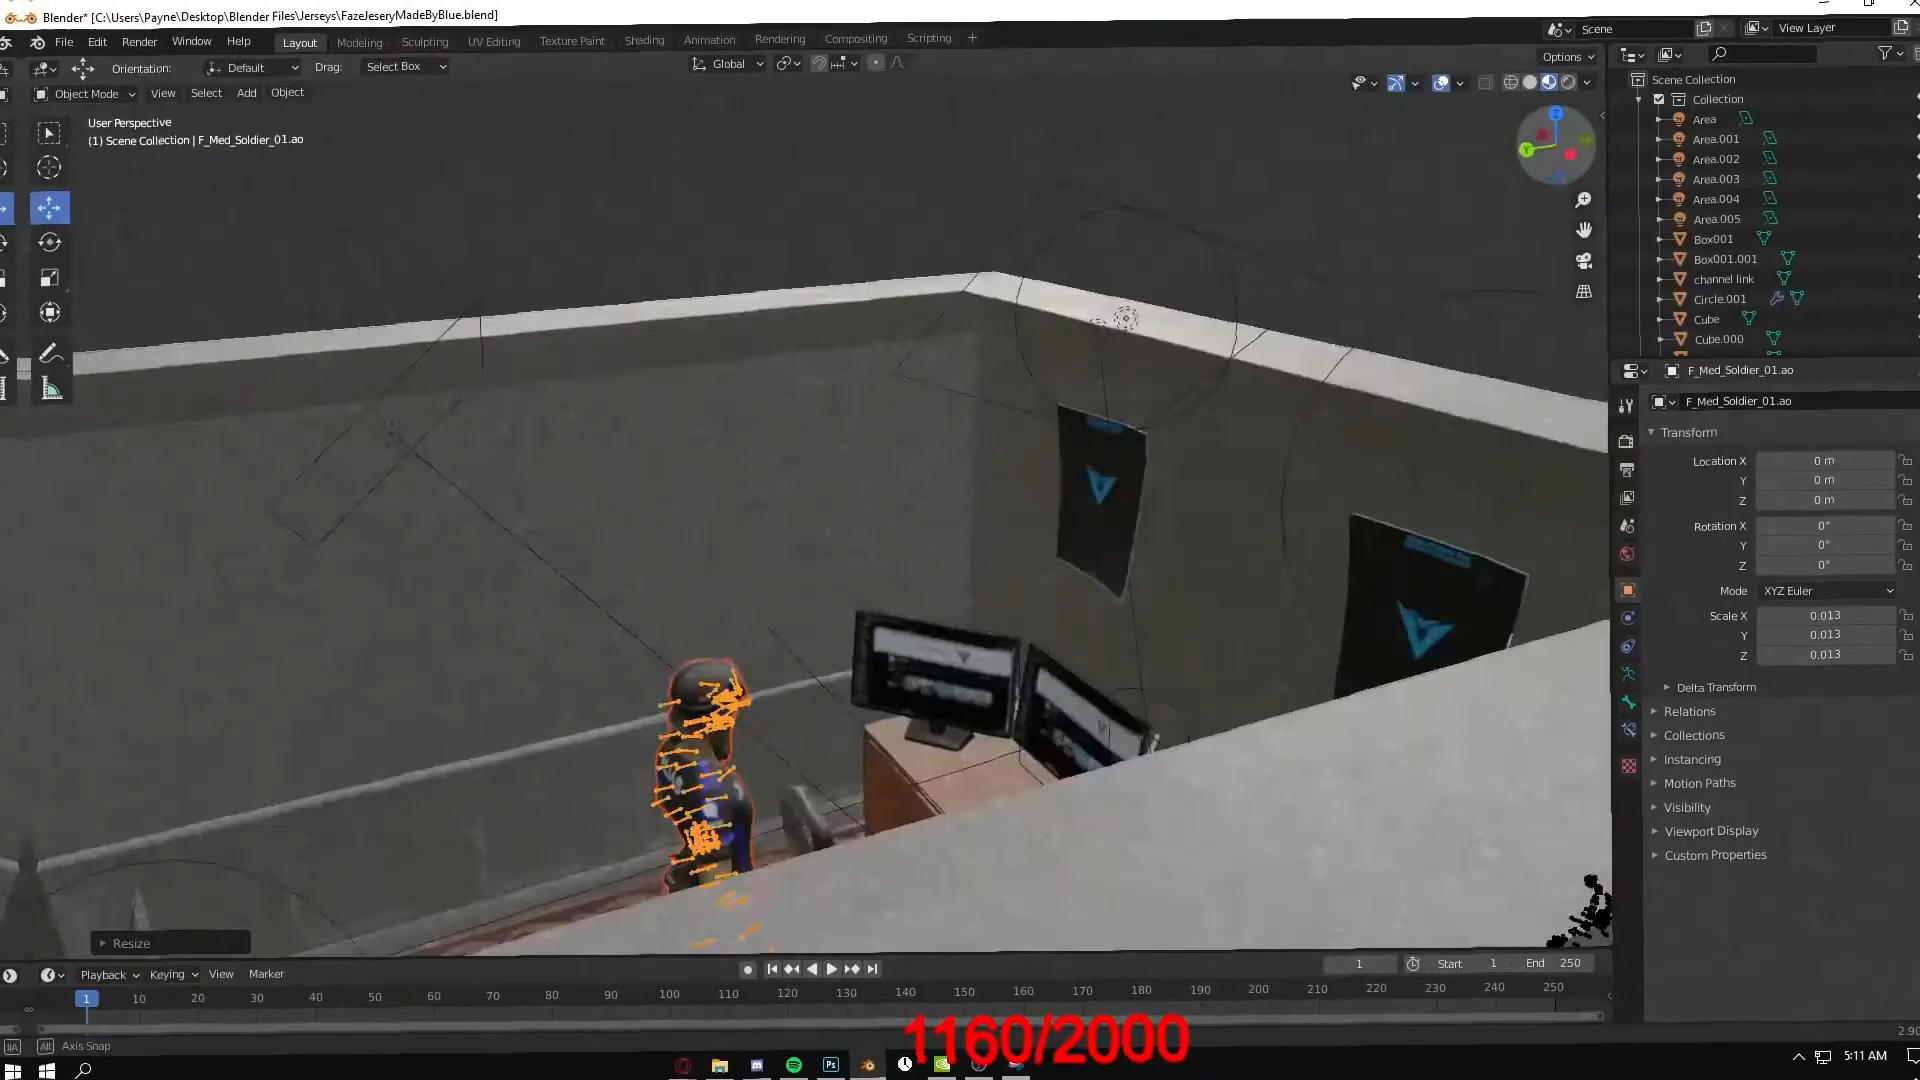 Blender* [C:\Users\Payne\Desktop\Blender Files\Jerseys\FazeJeseryMadeByBlue.blend]
File Edit Render Window Help Layout Modeling Sculpting UV Editing Texture Paint Shading Animation Rendering Compositing Scripting +
Scene View Layer
Orientation: Default Drag: Select Box Global Options
Object Mode View Select Add Object
User Perspective
(1) Scene Collection | F_Med_Soldier_01.ao
Scene Collection
Collection
Area
Area.001
Area.002
Area.003
Area.004
Area.005
Box001
Box001.001
channel link
Circle.001
Cube
Cube.000
F_Med_Soldier_01.ao
F_Med_Soldier_01.ao
Transform
Location X 0 m
Y 0 m
Z 0 m
Rotation X 0°
Y 0°
Z 0°
Mode XYZ Euler
Scale X 0.013
Y 0.013
Z 0.013
Delta Transform
Relations
Collections
Instancing
Motion Paths
Visibility
Viewport Display
Custom Properties
Z
Y
Resize
Playback Keying View Marker
1 Start 1 End 250
1 10 20 30 40 50 60 70 80 90 100 110 120 130 140 150 160 170 180 190 200 210 220 230 240 250
Alt Axis Snap
2.90
1160/2000
Ps
5:11 AM